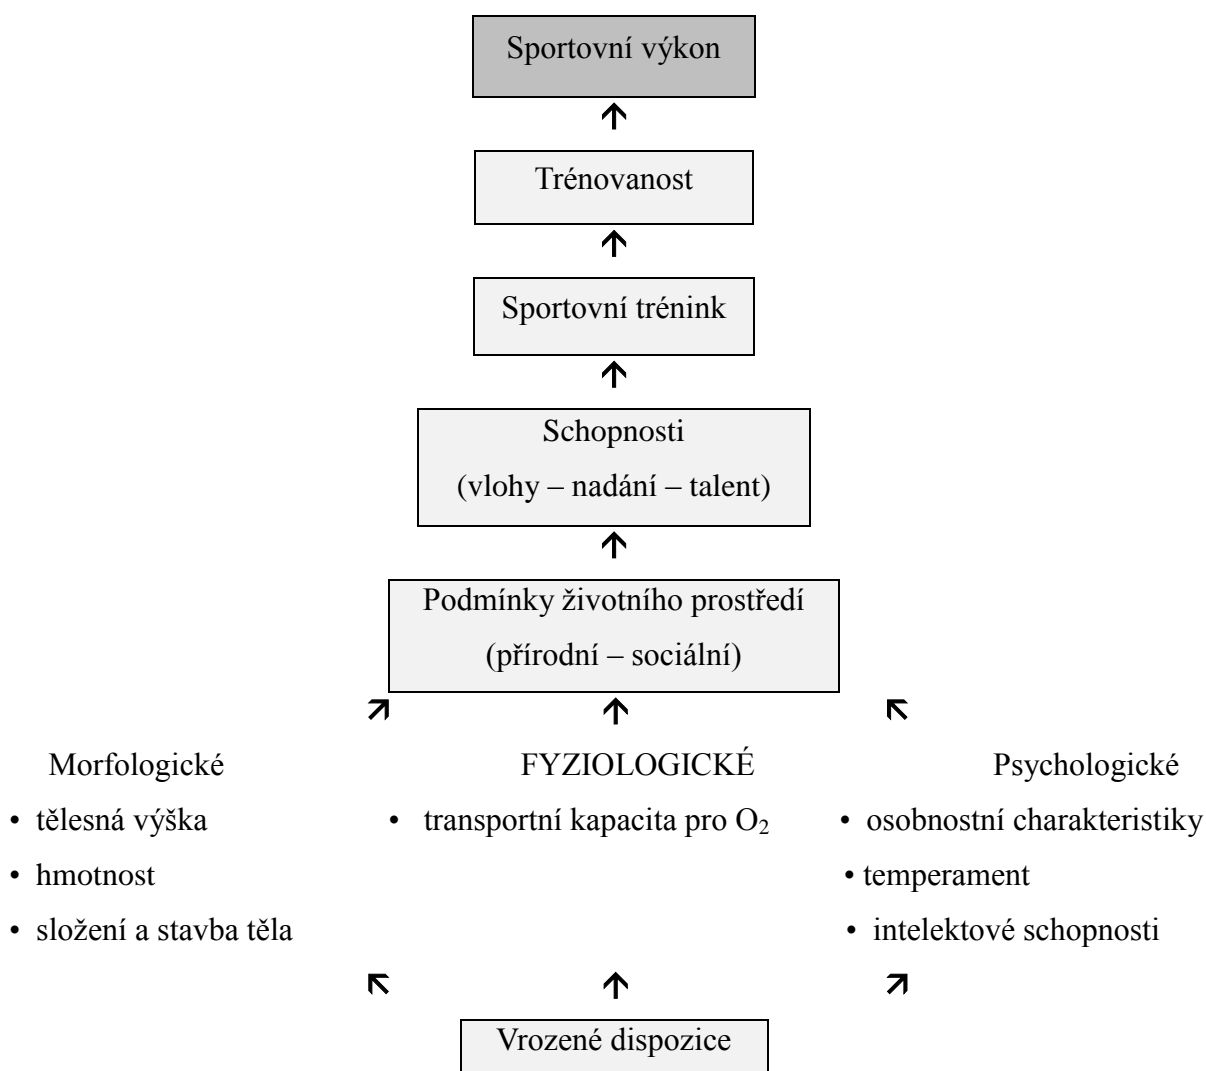 Sportovní výkon
Trénovanost
Sportovní trénink
Schopnosti
(vlohy – nadání – talent)
Podmínky životního prostředí
(přírodní – sociální)
Morfologické FYZIOLOGICKÉ Psychologické
• tělesná výška • transportní kapacita pro O₂ • osobnostní charakteristiky
• hmotnost • temperament
• složení a stavba těla • intelektové schopnosti
Vrozené dispozice